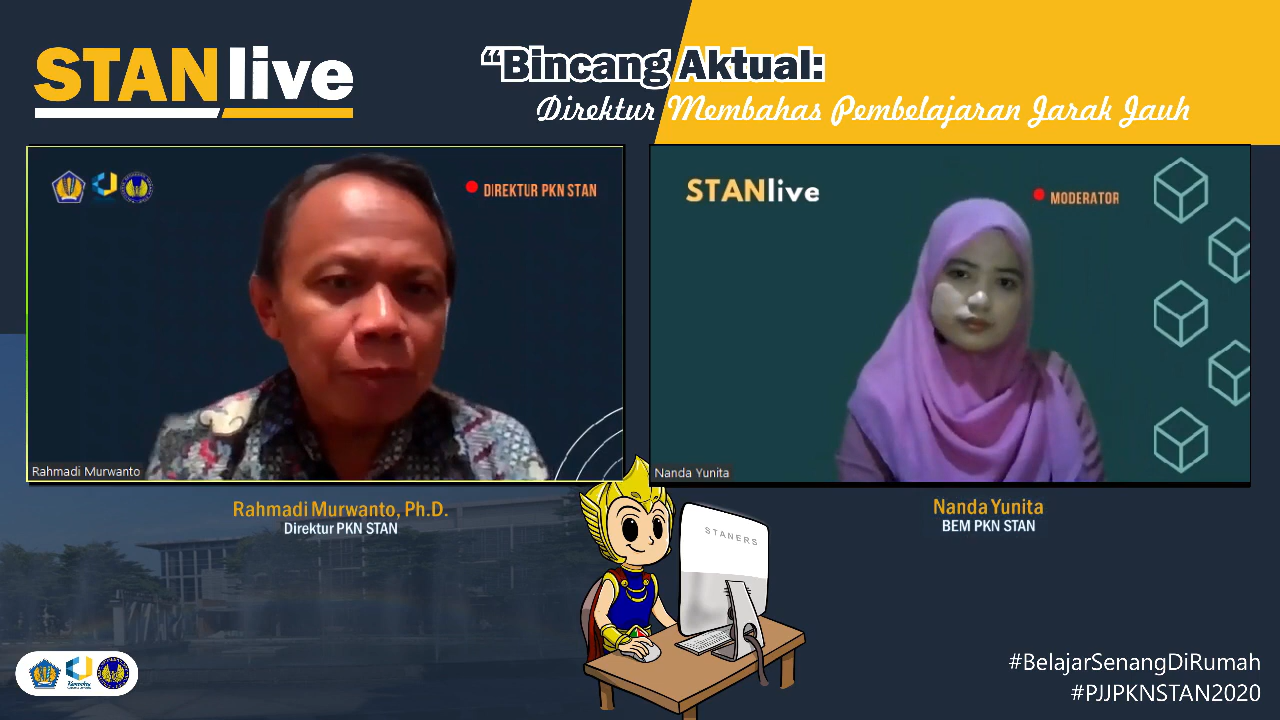 STANlive
“Bincang Aktual:
Direktur Membahas Pembelajaran Jarak Jauh
DIREKTUR PKN STAN
STANlive
MODERATOR
Rahmadi Murwanto
Nanda Yunita
Rahmadi Murwanto, Ph.D.
Direktur PKN STAN
Nanda Yunita
BEM PKN STAN
STANERS
#BelajarSenangDiRumah
#PJJPKNSTAN2020